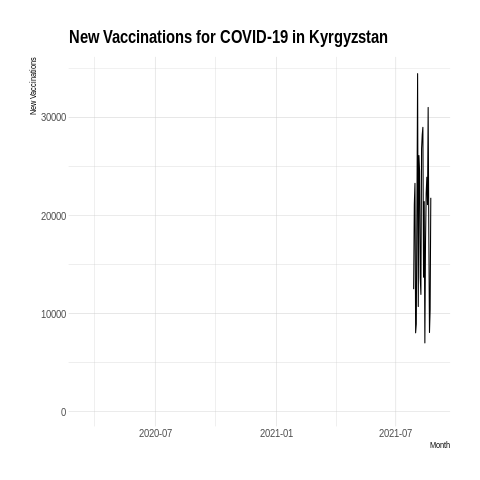 New Vaccinations for COVID-19 in Kyrgyzstan
New Vaccinations
30000
20000
10000
0
2020-07 2021-01 2021-07
Month